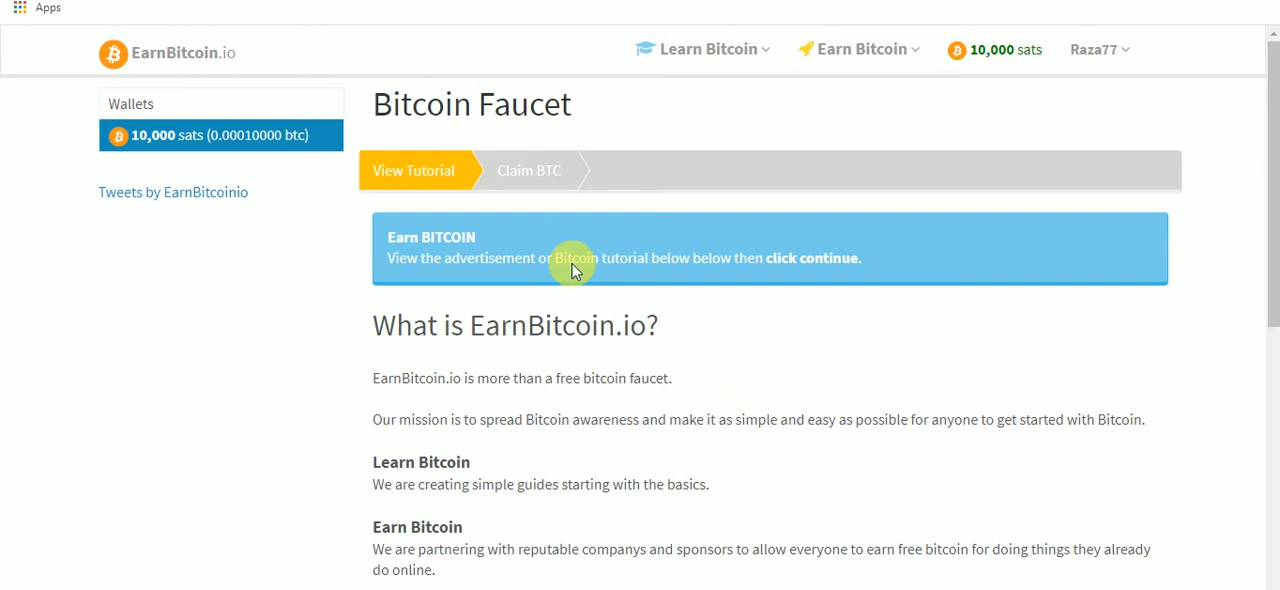 Apps
EarnBitcoin.io
Learn Bitcoin
Earn Bitcoin
10,000 sats
Raza77
Wallets
10,000 sats (0.00010000 btc)
Tweets by EarnBitcoinio
Bitcoin Faucet
View Tutorial
Claim BTC
Earn BITCOIN
View the advertisement or Bitcoin tutorial below below then click continue.
What is EarnBitcoin.io?
EarnBitcoin.io is more than a free bitcoin faucet.
Our mission is to spread Bitcoin awareness and make it as simple and easy as possible for anyone to get started with Bitcoin.
Learn Bitcoin
We are creating simple guides starting with the basics.
Earn Bitcoin
We are partnering with reputable companys and sponsors to allow everyone to earn free bitcoin for doing things they already
do online.